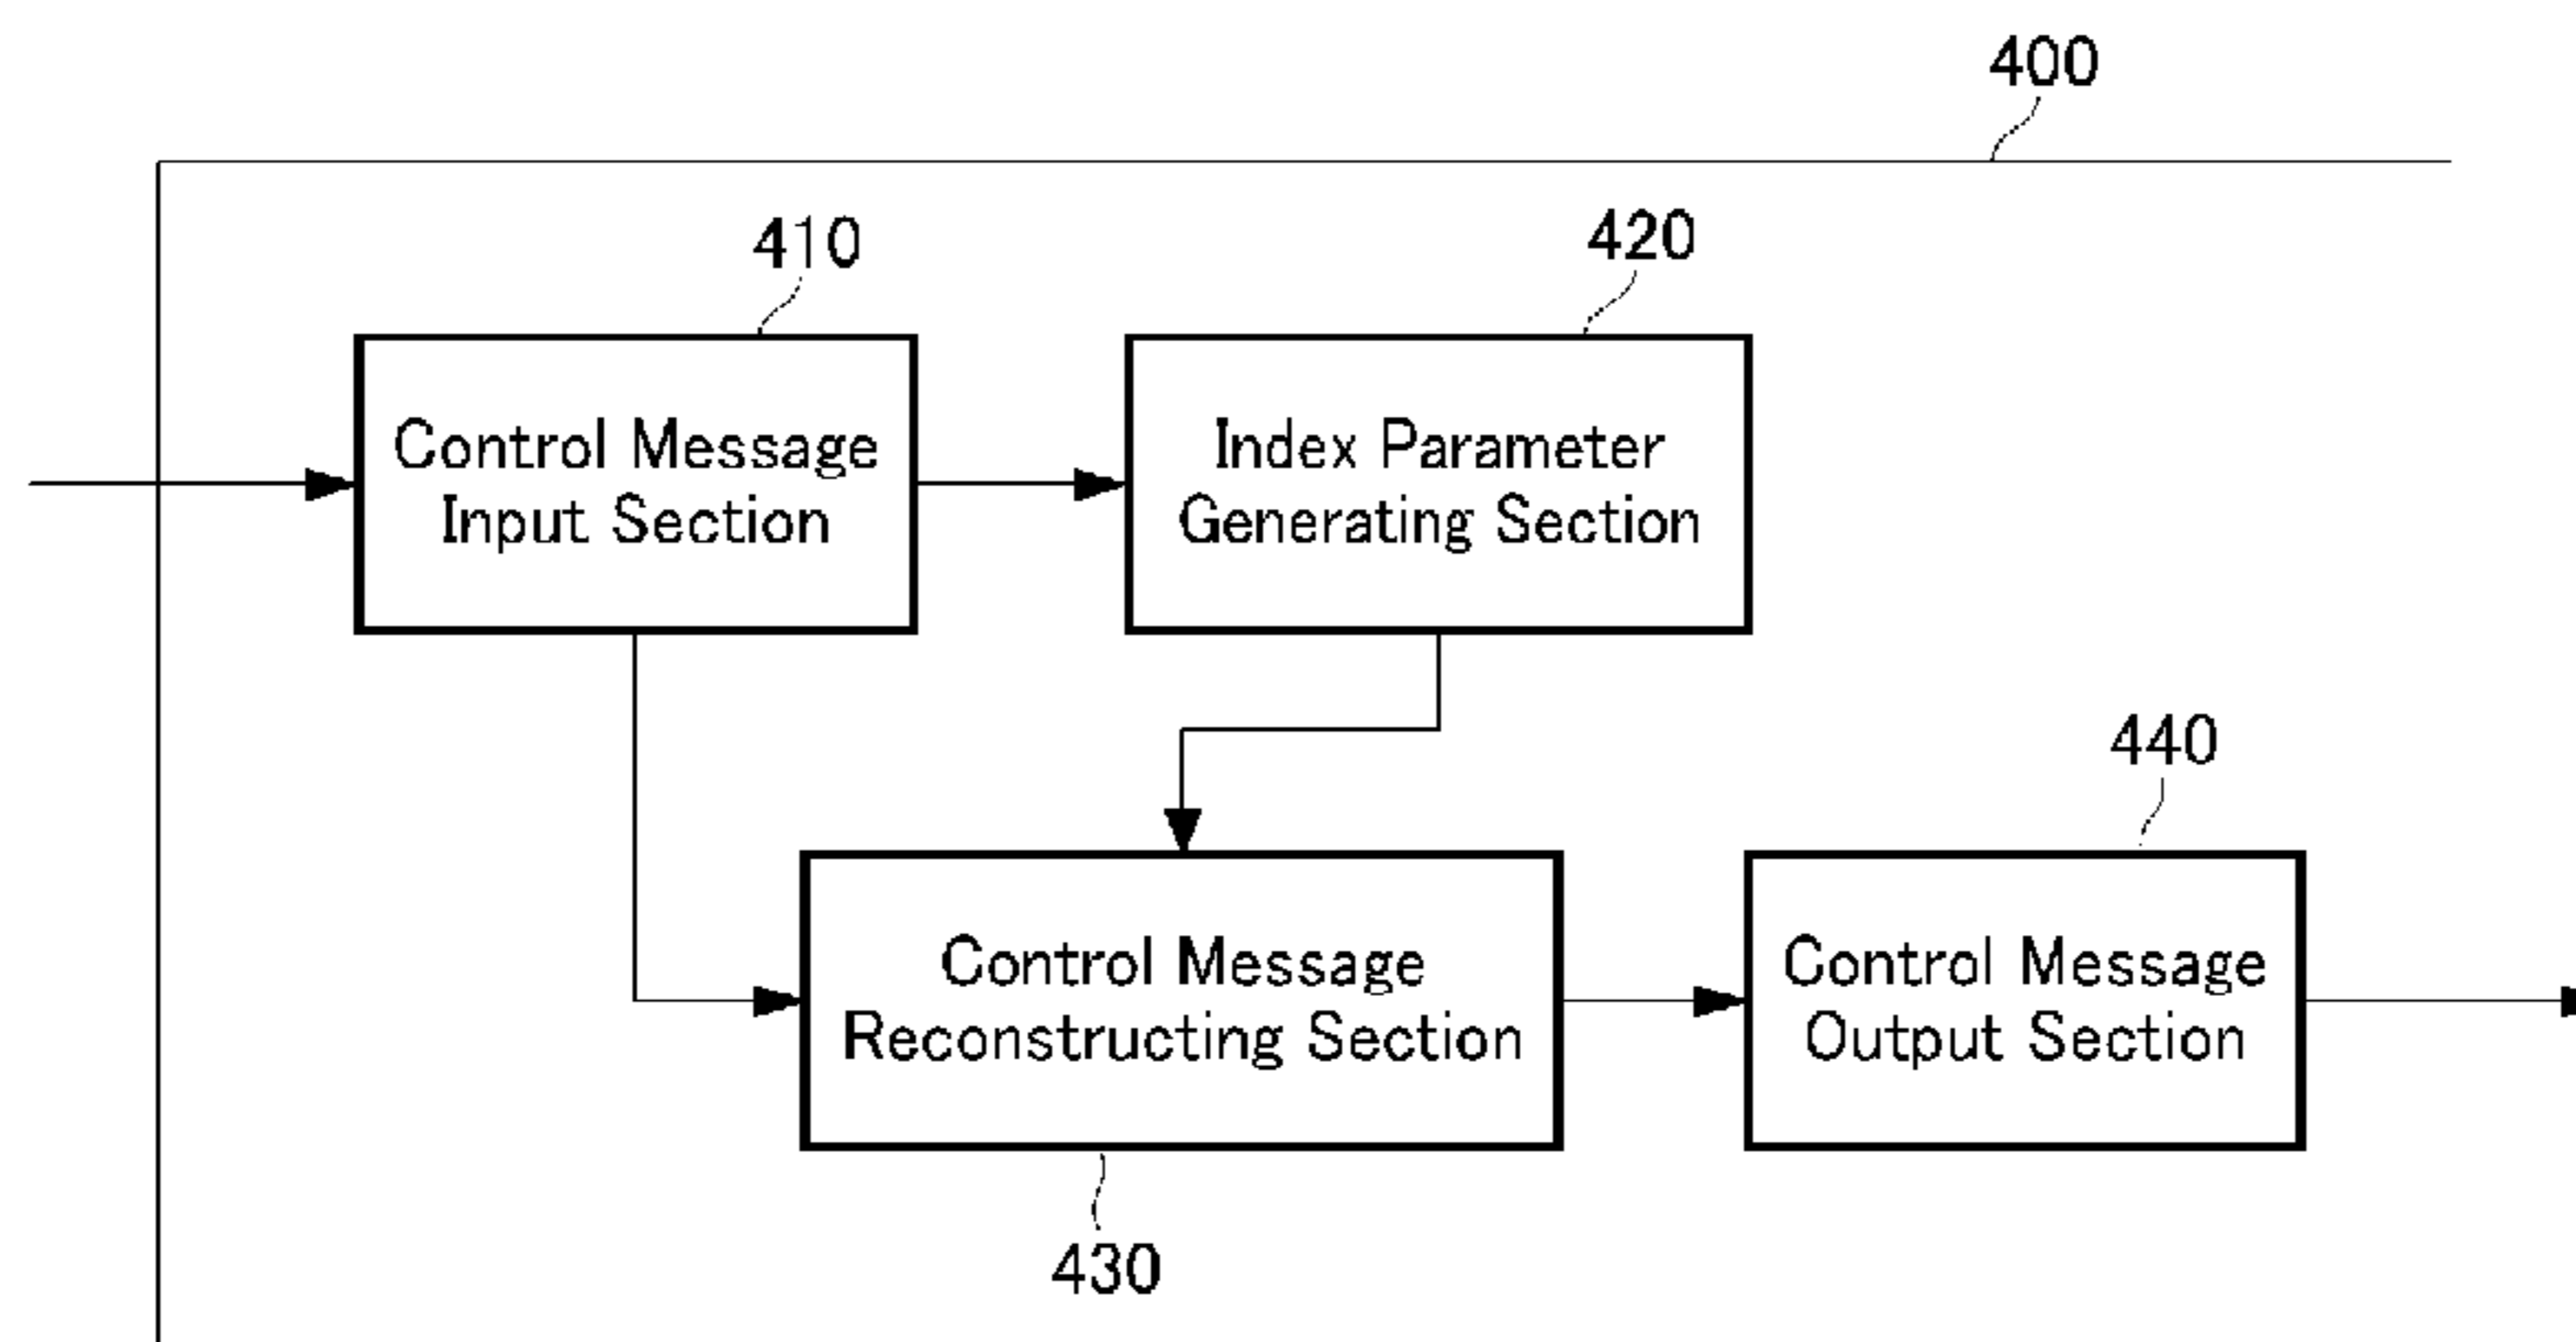 400
410
420
Control Message
Input Section
Index Parameter
Generating Section
440
Control Message
Reconstructing Section
Control Message
Output Section
430